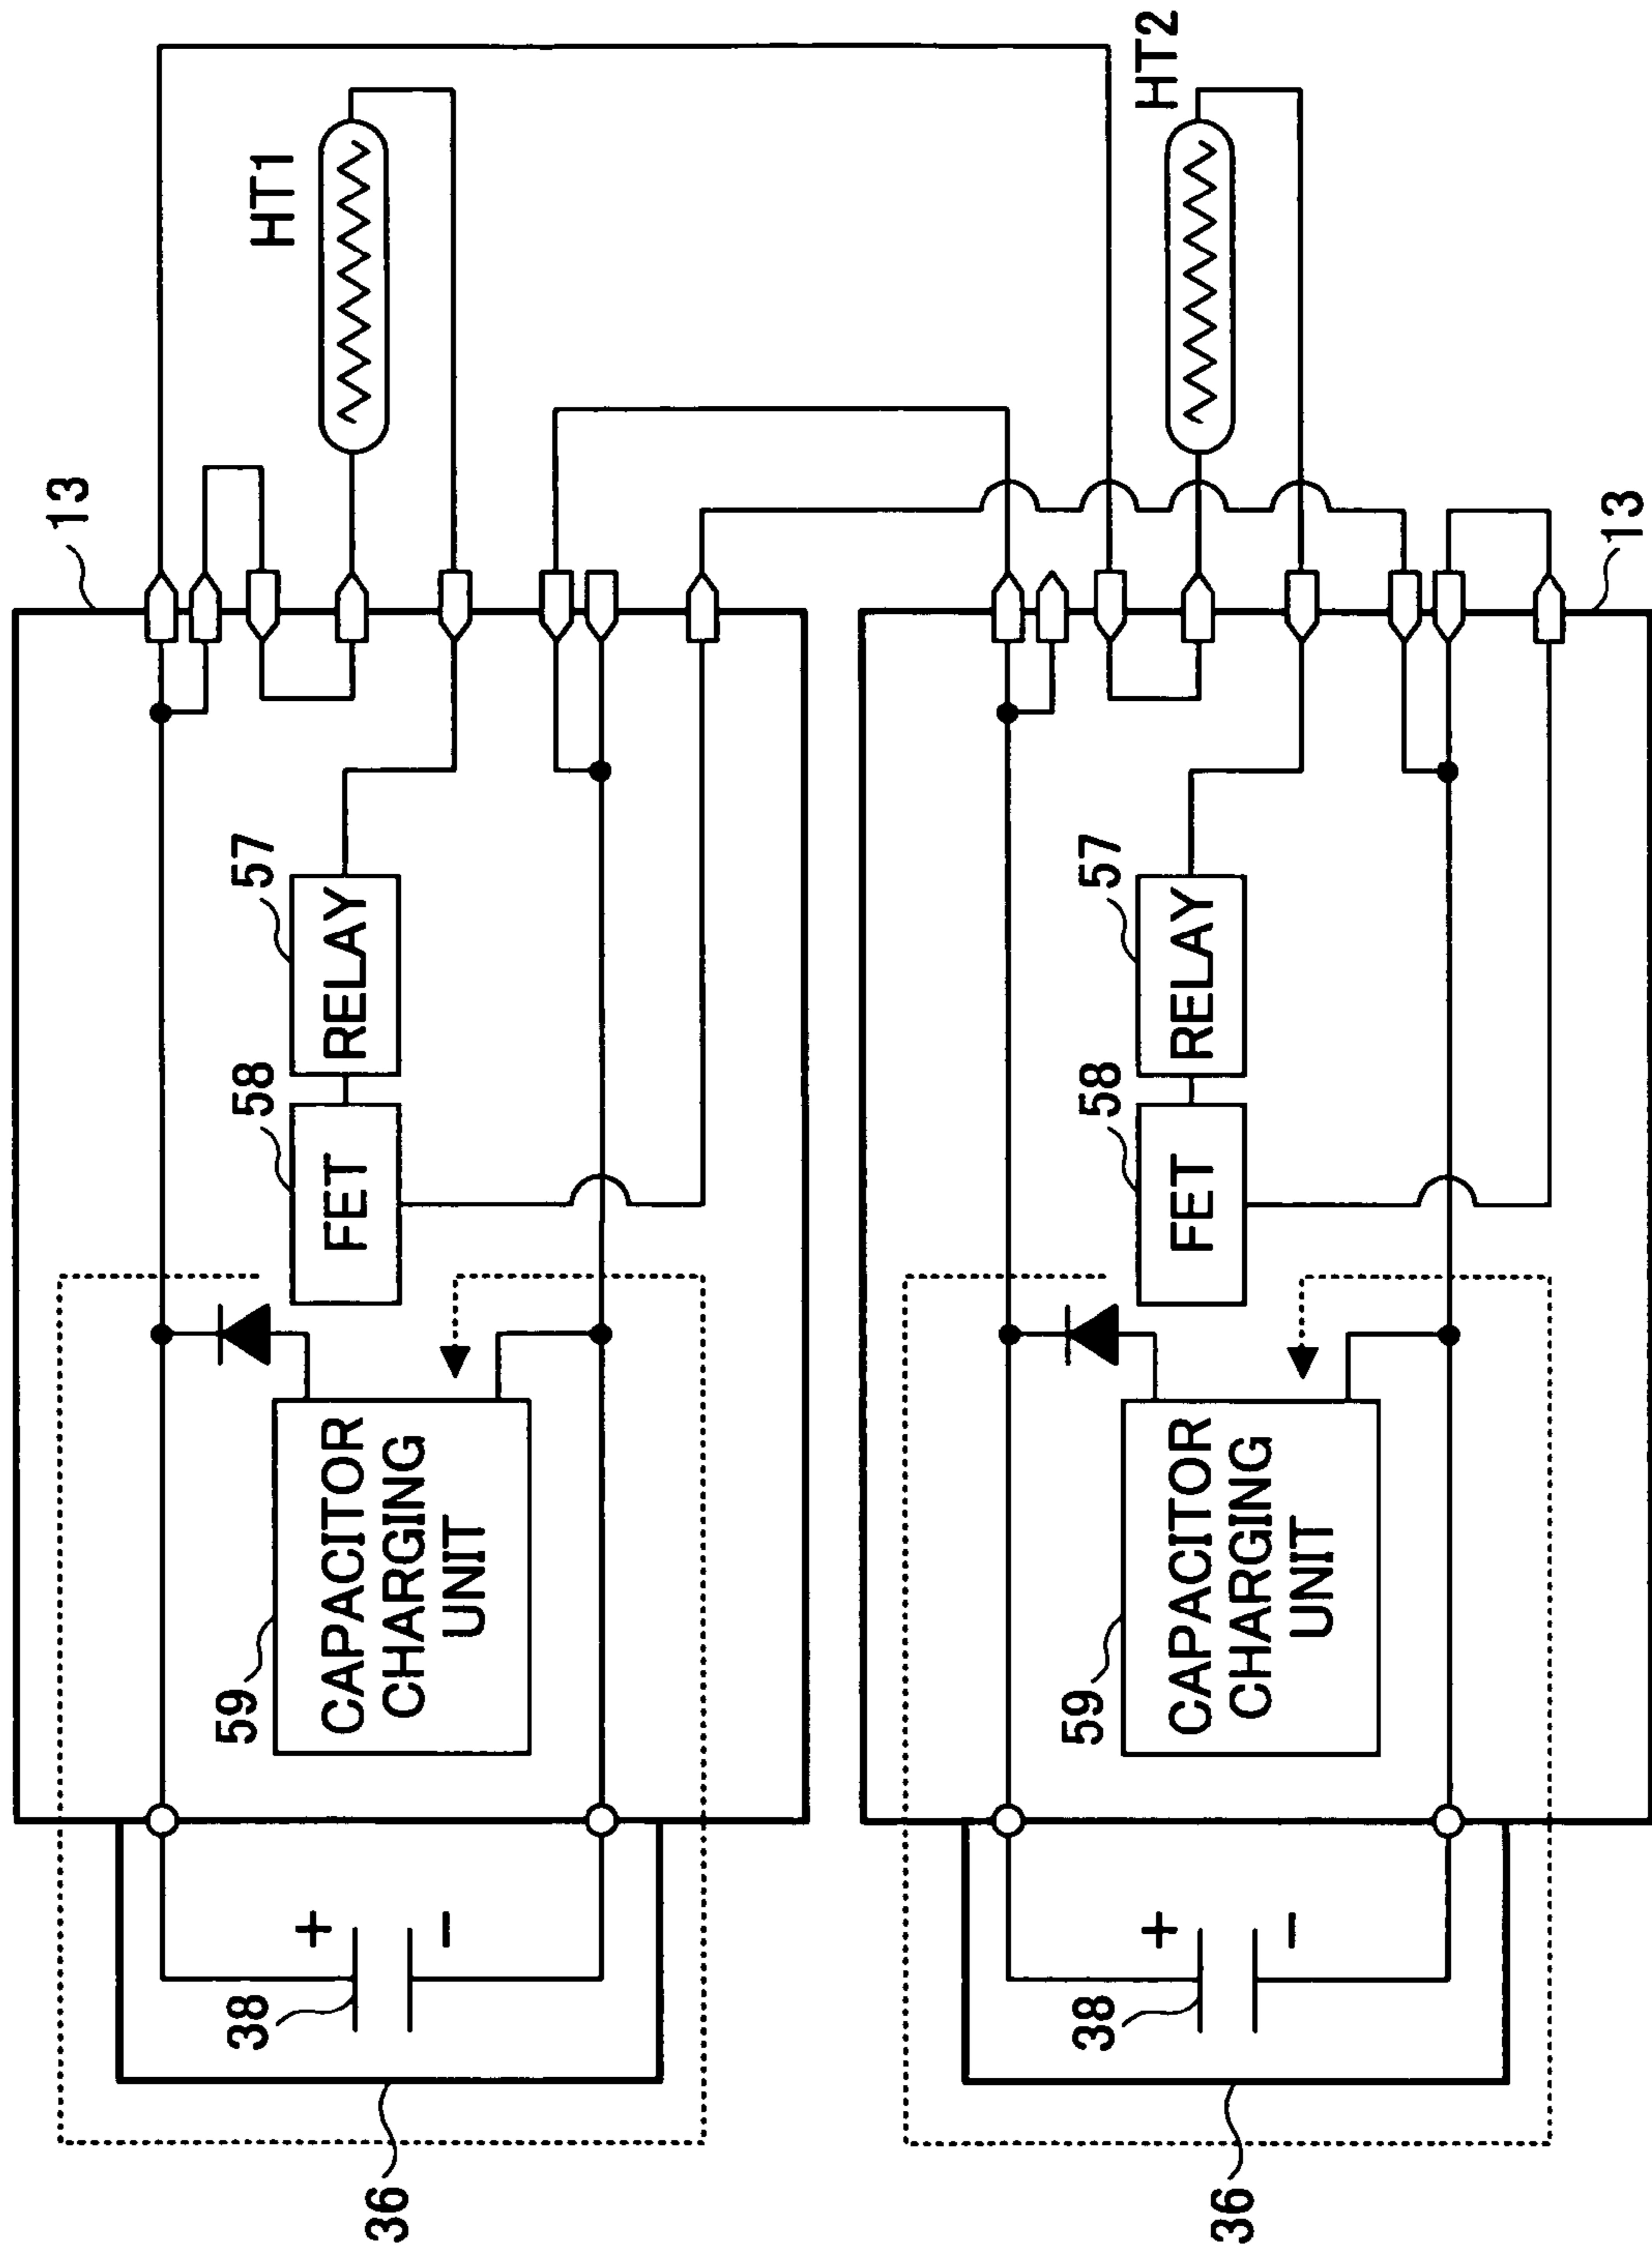 13
HT1
57
RELAY
58
FET
59
CAPACITOR
CHARGING
UNIT
38
+
−
36
HT2
13
57
RELAY
58
FET
59
CAPACITOR
CHARGING
UNIT
38
+
−
36